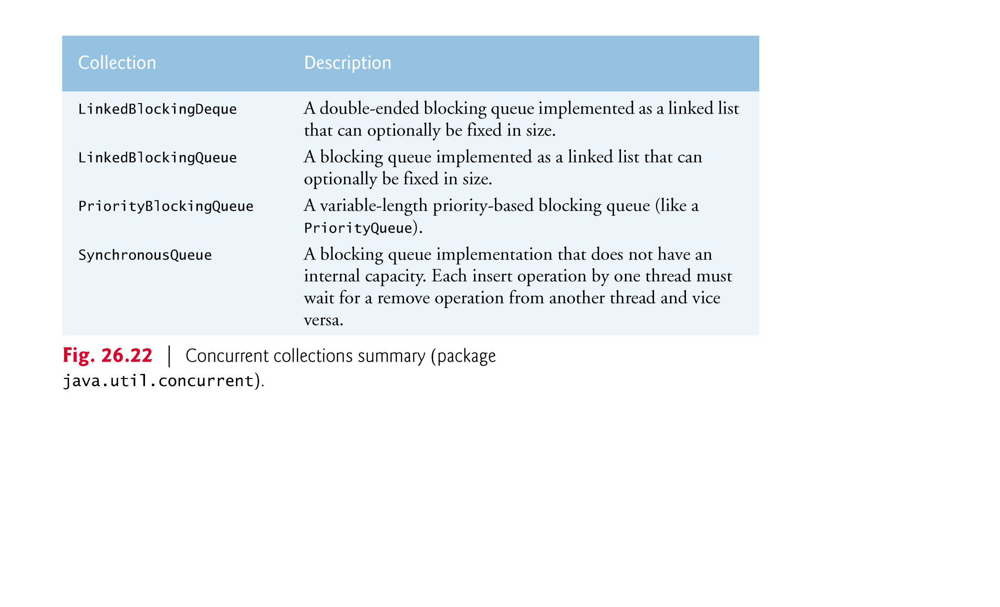 Collection Description
LinkedBlockingDeque A double-ended blocking queue implemented as a linked list
that can optionally be fixed in size.
LinkedBlockingQueue A blocking queue implemented as a linked list that can
optionally be fixed in size.
PriorityBlockingQueue A variable-length priority-based blocking queue (like a
PriorityQueue).
SynchronousQueue A blocking queue implementation that does not have an
internal capacity. Each insert operation by one thread must
wait for a remove operation from another thread and vice
versa.
Fig. 26.22 | Concurrent collections summary (package
java.util.concurrent).